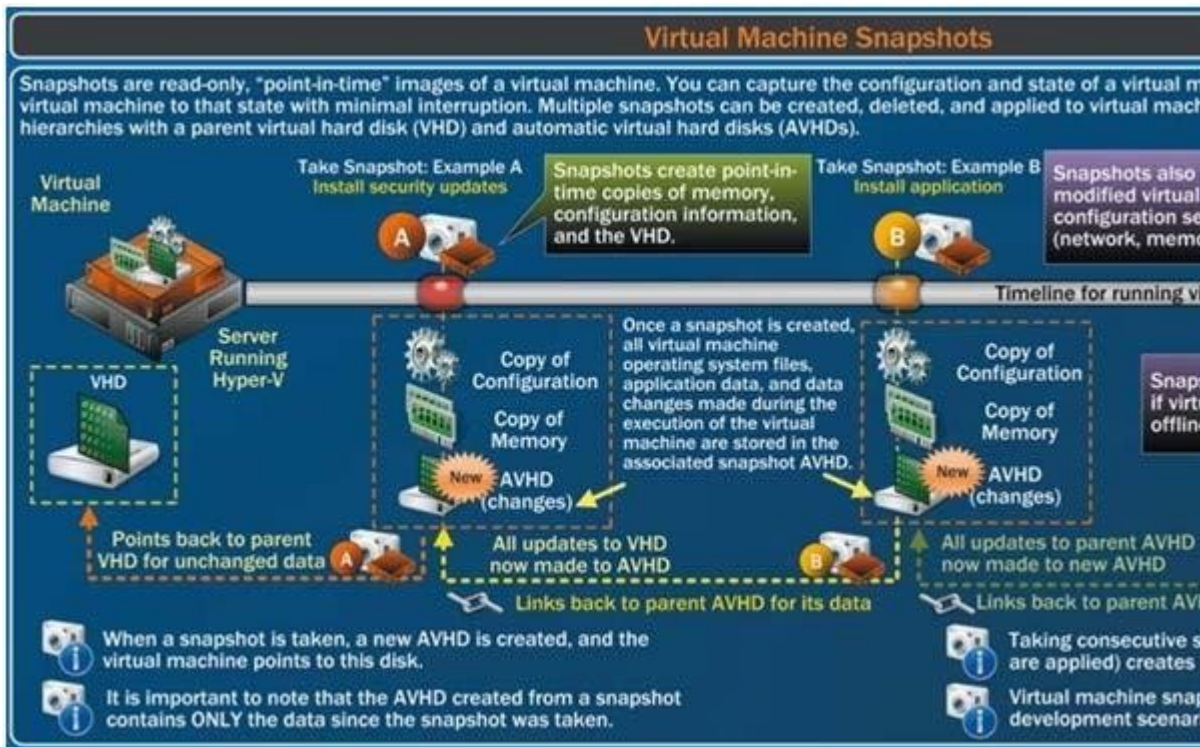 Virtual Machine Snapshots
Snapshots are read-only, “point-in-time” images of a virtual machine. You can capture the configuration and state of a virtual
virtual machine to that state with minimal interruption. Multiple snapshots can be created, deleted, and applied to virtual
hierarchies with a parent virtual hard disk (VHD) and automatic virtual hard disks (AVHDs).
Virtual
Machine
Server
Running
Hyper-V
VHD
Take Snapshot: Example A
Install security updates
A
Snapshots create point-in-
time copies of memory,
configuration information,
and the VHD.
Take Snapshot: Example B
Install application
B
Snapshots also
modified virtual
configuration
(network,
Timeline for running
Copy of
Configuration
Copy of
Memory
New
AVHD
(changes)
Once a snapshot is created,
all virtual machine
operating system files,
application data, and data
changes made during the
execution of the virtual
machine are stored in the
associated snapshot AVHD.
Copy of
Configuration
Copy of
Memory
New
AVHD
(changes)
if
Points back to parent
VHD for unchanged data
A
All updates to VHD
now made to AVHD
B
Links back to parent AVHD for its data
All updates to parent AVHD
now made to new AVHD
Links back to parent
When a snapshot is taken, a new AVHD is created, and the
virtual machine points to this disk.
It is important to note that the AVHD created from a snapshot
contains ONLY the data since the snapshot was taken.
Taking consecutive
are applied) creates
Virtual machine
development